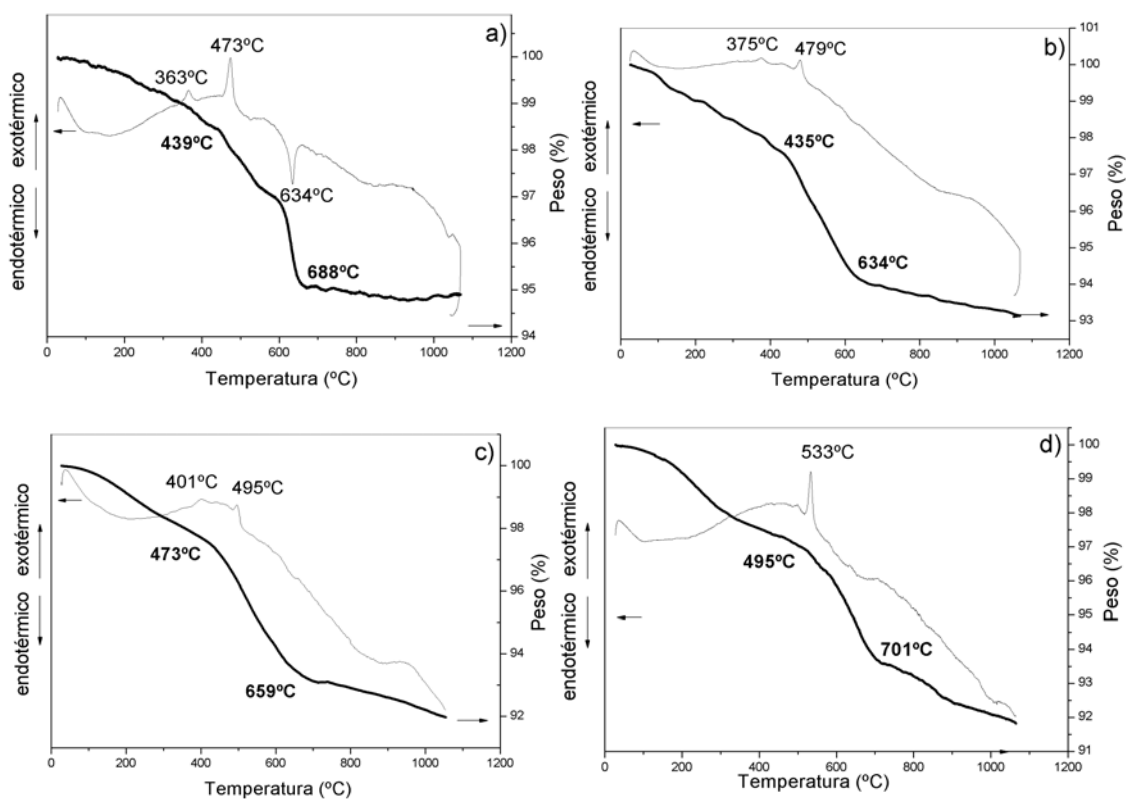 a)
473ºC
363ºC
439ºC
634ºC
688ºC
endotérmico exotérmico
Peso (%)
100
99
98
97
96
95
94
0 200 400 600 800 1000 1200
Temperatura (ºC)
b)
375ºC 479ºC
435ºC
634ºC
endotérmico exotérmico
Peso (%)
101
100
99
98
97
96
95
94
93
0 200 400 600 800 1000 1200
Temperatura (ºC)
c)
401ºC
495ºC
473ºC
659ºC
endotérmico exotérmico
Peso (%)
100
98
96
94
92
0 200 400 600 800 1000 1200
Temperatura (ºC)
d)
533ºC
495ºC
701ºC
endotérmico exotérmico
Peso (%)
100
99
98
97
96
95
94
93
92
91
0 200 400 600 800 1000 1200
Temperatura (ºC)